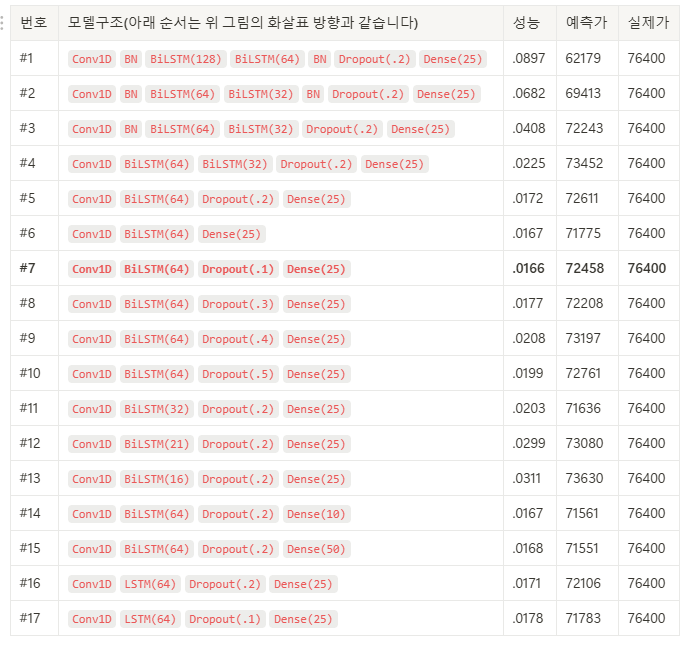 번호 모델구조(아래 순서는 위 그림의 화살표 방향과 같습니다) 성능 예측가 실제가
#1 Conv1D BN BiLSTM(128) BiLSTM(64) BN Dropout(.2) Dense(25) .0897 62179 76400
#2 Conv1D BN BiLSTM(64) BiLSTM(32) BN Dropout(.2) Dense(25) .0682 69413 76400
#3 Conv1D BN BiLSTM(64) BiLSTM(32) Dropout(.2) Dense(25) .0408 72243 76400
#4 Conv1D BiLSTM(64) BiLSTM(32) Dropout(.2) Dense(25) .0225 73452 76400
#5 Conv1D BiLSTM(64) Dropout(.2) Dense(25) .0172 72611 76400
#6 Conv1D BiLSTM(64) Dense(25) .0167 71775 76400
#7 Conv1D BiLSTM(64) Dropout(.1) Dense(25) .0166 72458 76400
#8 Conv1D BiLSTM(64) Dropout(.3) Dense(25) .0177 72208 76400
#9 Conv1D BiLSTM(64) Dropout(.4) Dense(25) .0208 73197 76400
#10 Conv1D BiLSTM(64) Dropout(.5) Dense(25) .0199 72761 76400
#11 Conv1D BiLSTM(32) Dropout(.2) Dense(25) .0203 71636 76400
#12 Conv1D BiLSTM(21) Dropout(.2) Dense(25) .0299 73080 76400
#13 Conv1D BiLSTM(16) Dropout(.2) Dense(25) .0311 73630 76400
#14 Conv1D BiLSTM(64) Dropout(.2) Dense(10) .0167 71561 76400
#15 Conv1D BiLSTM(64) Dropout(.2) Dense(50) .0168 71551 76400
#16 Conv1D LSTM(64) Dropout(.2) Dense(25) .0171 72106 76400
#17 Conv1D LSTM(64) Dropout(.1) Dense(25) .0178 71783 76400